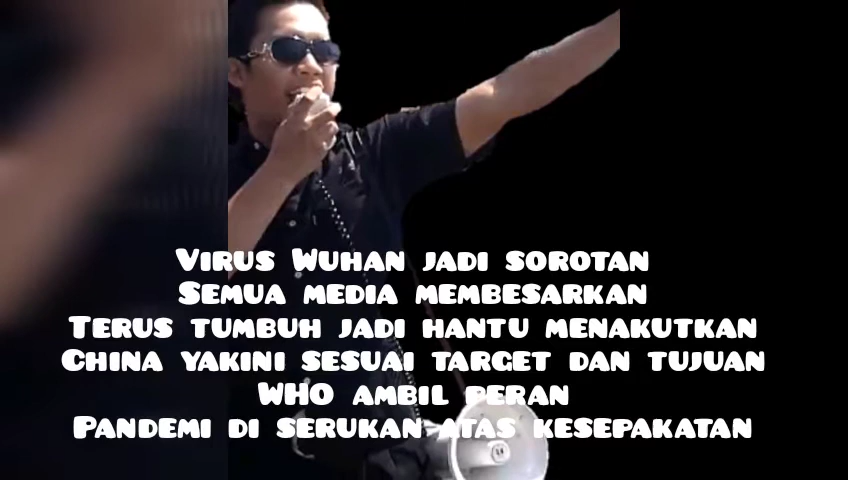 Virus Wuhan jadi sorotan
Semua media membesarkan
Terus tumbuh jadi hantu menakutkan
China yakini sesuai target dan tujuan
WHO ambil peran
Pandemi di serukan atas kesepakatan